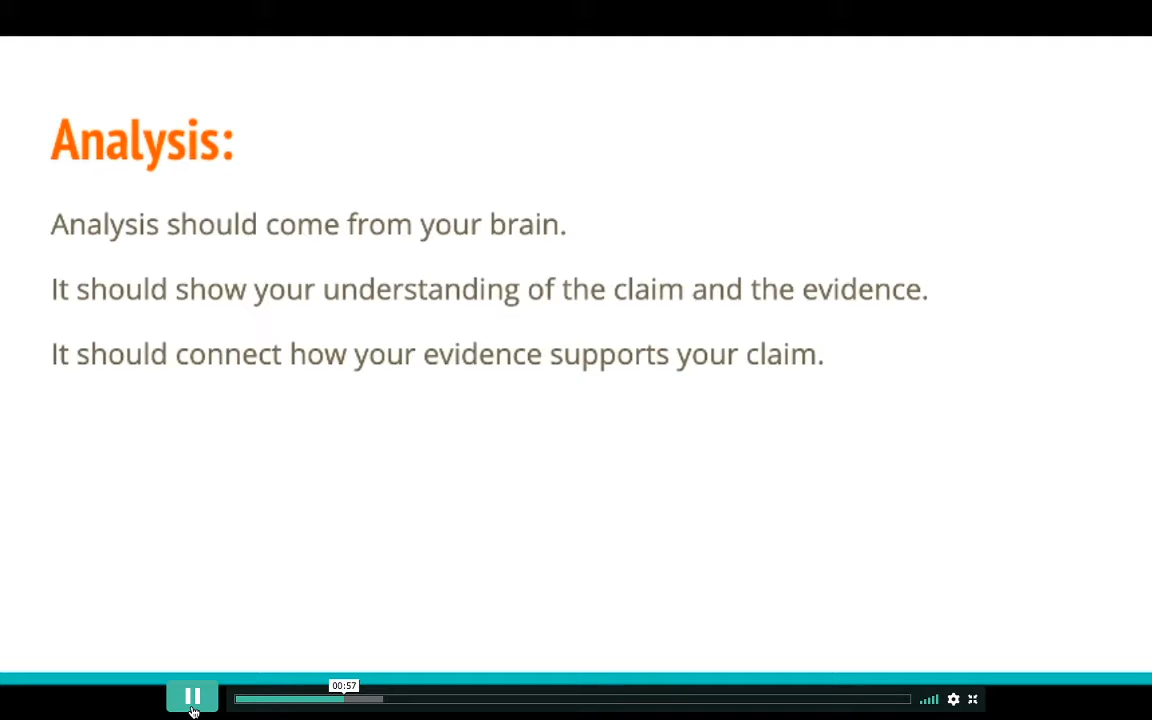 Analysis:
Analysis should come from your brain.
It should show your understanding of the claim and the evidence.
It should connect how your evidence supports your claim.
00:57